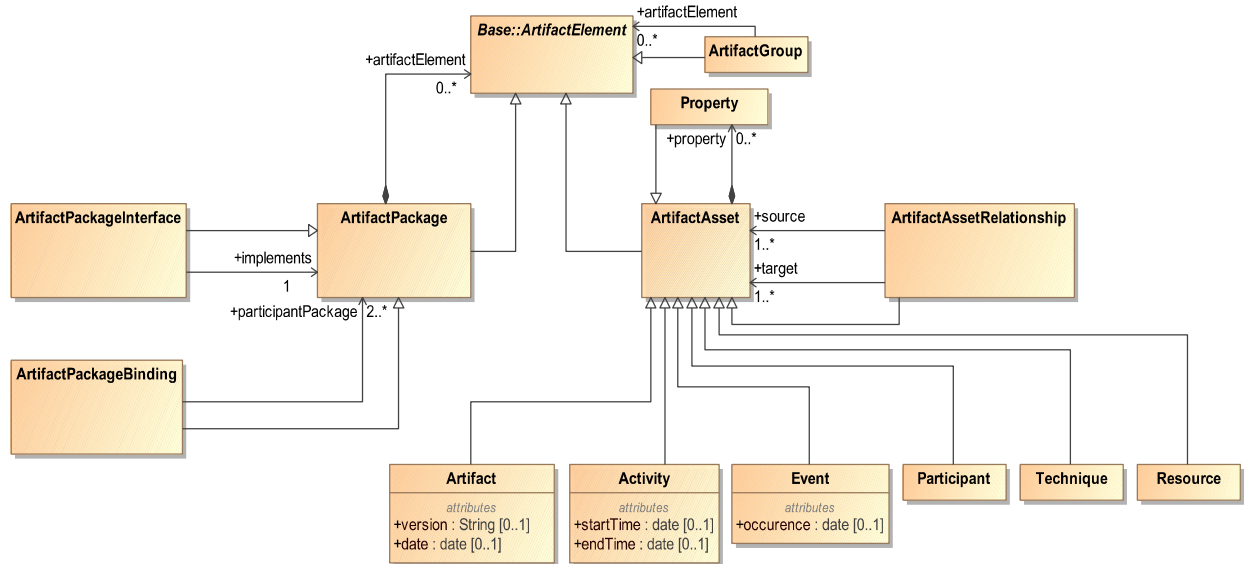 +artifactElement
Base::ArtifactElement
0..*
ArtifactGroup
+artifactElement
0..*
Property
+property
0..*
ArtifactPackageInterface
ArtifactPackage
ArtifactAsset
+source
ArtifactAssetRelationship
1..*
+implements
+target
1
1..*
+participantPackage
2..*
ArtifactPackageBinding
Artifact
attributes
+version : String [0..1]
+date : date [0..1]
Activity
attributes
+startTime : date [0..1]
+endTime : date [0..1]
Event
attributes
+occurence : date [0..1]
Participant
Technique
Resource